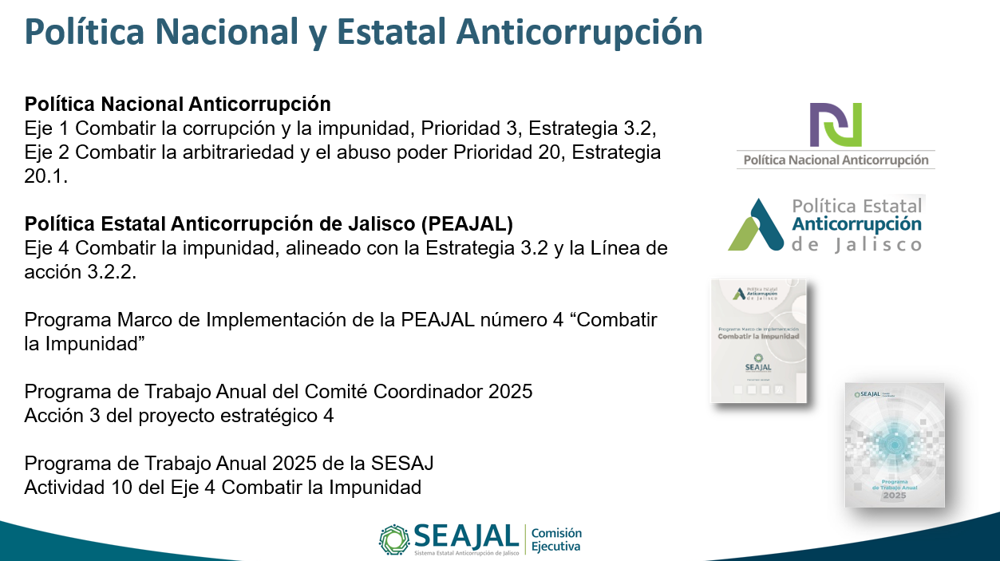 Política Nacional y Estatal Anticorrupción
Política Nacional Anticorrupción
Eje 1 Combatir la corrupción y la impunidad, Prioridad 3, Estrategia 3.2,
Eje 2 Combatir la arbitrariedad y el abuso poder Prioridad 20, Estrategia
20.1.
Política Estatal Anticorrupción de Jalisco (PEAJAL)
Eje 4 Combatir la impunidad, alineado con la Estrategia 3.2 y la Línea de
acción 3.2.2.
Programa Marco de Implementación de la PEAJAL número 4 “Combatir
la Impunidad”
Programa de Trabajo Anual del Comité Coordinador 2025
Acción 3 del proyecto estratégico 4
Programa de Trabajo Anual 2025 de la SESAJ
Actividad 10 del Eje 4 Combatir la Impunidad
Política Nacional Anticorrupción
Política Estatal
Anticorrupción
de Jalisco
Política Estatal
Anticorrupción
de Jalisco
Programa Marco de Implementación
Combatir la Impunidad
SEAJAL
SEAJAL
Programa
de Trabajo Anual
2025
SEAJAL
Sistema Estatal Anticorrupción de Jalisco
Comisión
Ejecutiva